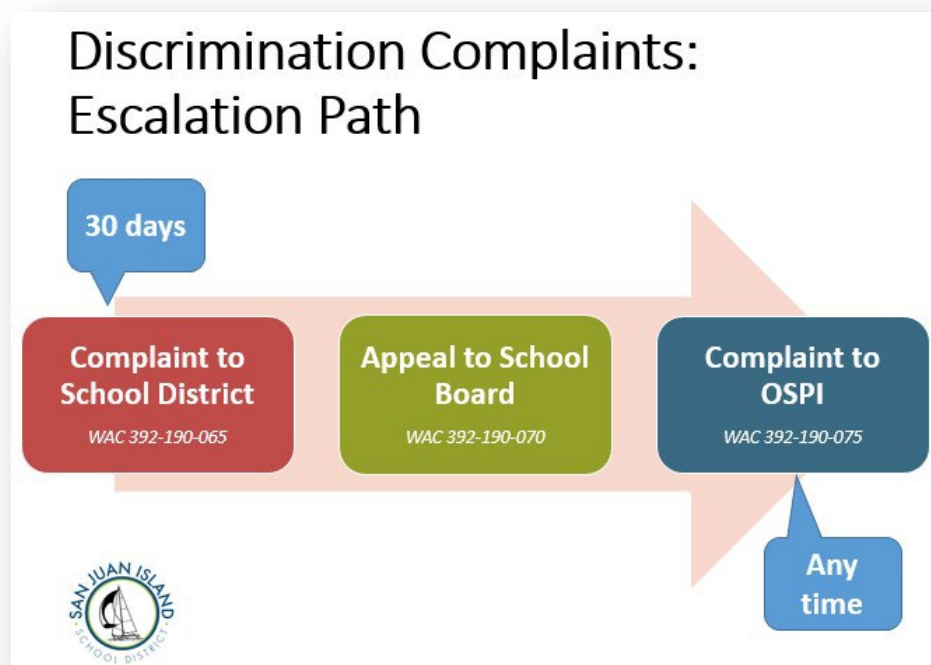 Discrimination Complaints:
Escalation Path
30 days
Complaint to
School District
WAC 392-190-065
Appeal to School
Board
WAC 392-190-070
Complaint to
OSPI
WAC 392-190-075
Any
time
SAN JUAN ISLAND
· SCHOOL DISTRICT ·